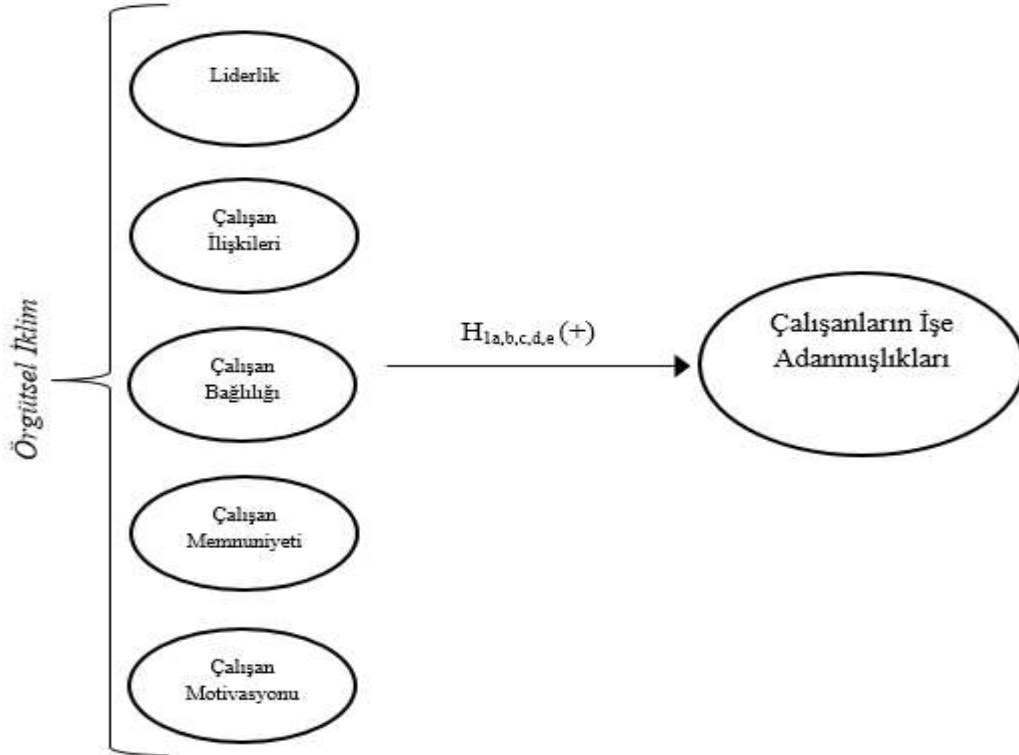 Örgütsel İklim
Liderlik
Çalışan
İlişkileri
Çalışan
Bağlılığı
Çalışan
Memnuniyeti
Çalışan
Motivasyonu
H1a,b,c,d,e (+)
Çalışanların İşe
Adanmışlıkları